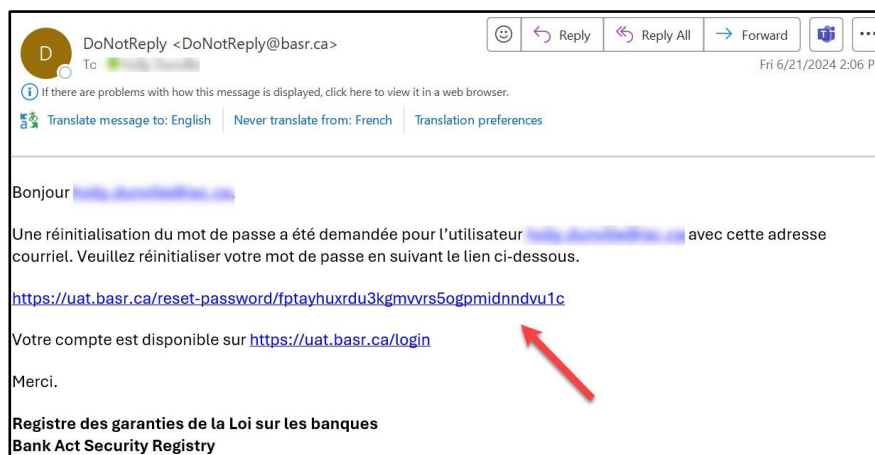 D
DoNotReply <DoNotReply@basr.ca>
Reply
Reply All
Forward
To
Fri 6/21/2024 2:06 P
If there are problems with how this message is displayed, click here to view it in a web browser.
Translate message to: English Never translate from: French Translation preferences
Bonjour
Une réinitialisation du mot de passe a été demandée pour l’utilisateur avec cette adresse
courriel. Veuillez réinitialiser votre mot de passe en suivant le lien ci-dessous.
https://uat.basr.ca/reset-password/fptayhuxrdu3kgmvvrs5ogpmidnndvu1c
Votre compte est disponible sur https://uat.basr.ca/login
Merci.
Registre des garanties de la Loi sur les banques
Bank Act Security Registry